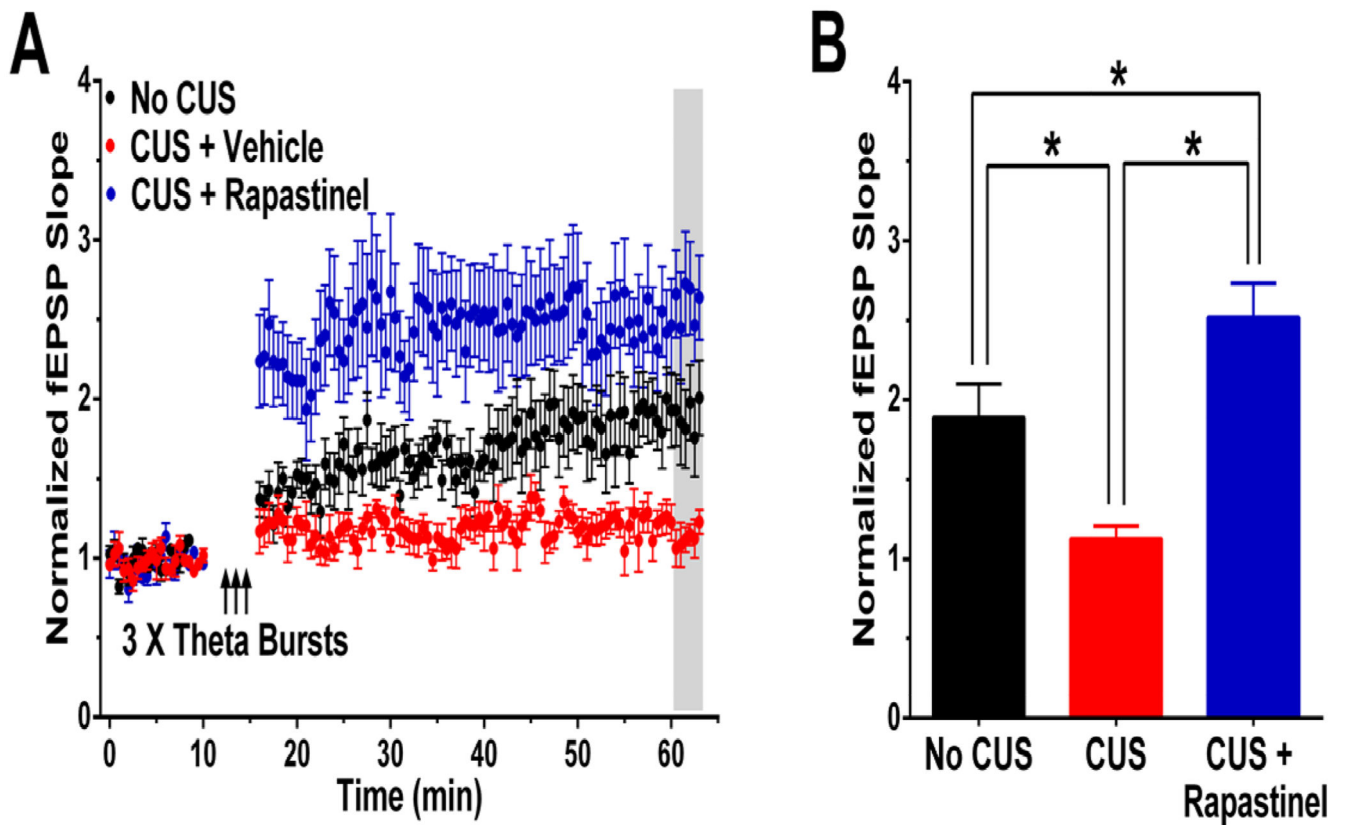 A
No CUS
CUS + Vehicle
CUS + Rapastinel
Normalized fEPSP Slope
4
3
2
1
0
3 X Theta Bursts
0 10 20 30 40 50 60
Time (min)
B
Normalized fEPSP Slope
4
3
2
1
0
*
* *
No CUS CUS CUS +
Rapastinel